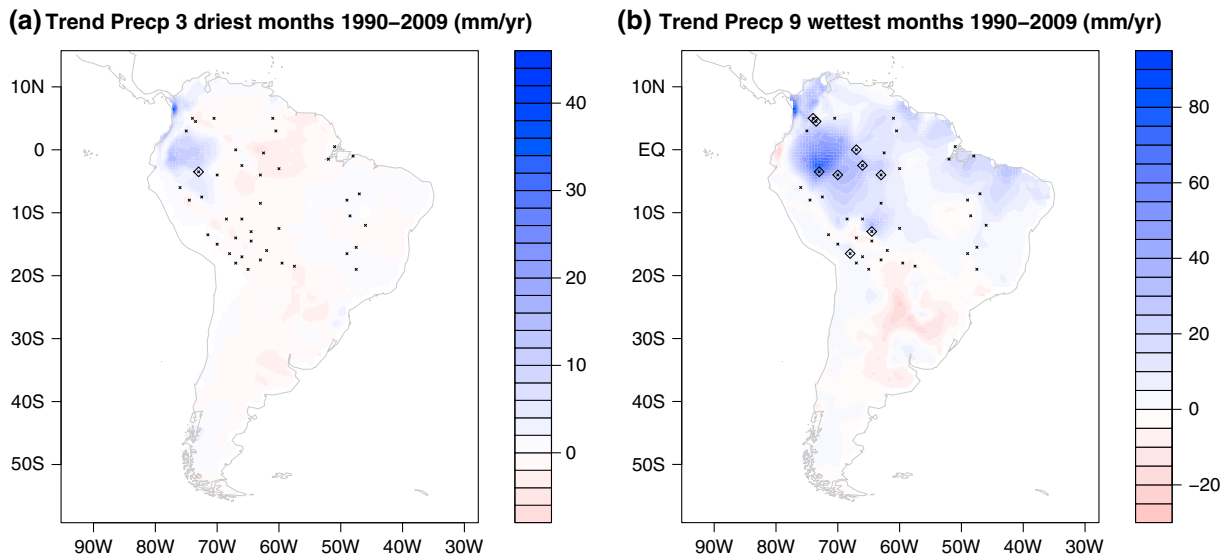 (a) Trend Precp 3 driest months 1990−2009 (mm/yr)
10N
0
10S
20S
30S
40S
50S
90W 80W 70W 60W 50W 40W
40
30
20
10
0
(b) Trend Precp 9 wettest months 1990−2009 (mm/yr)
10N
EQ
10S
20S
30S
40S
50S
90W 80W 70W 60W 50W 40W
80
60
40
20
0
−20